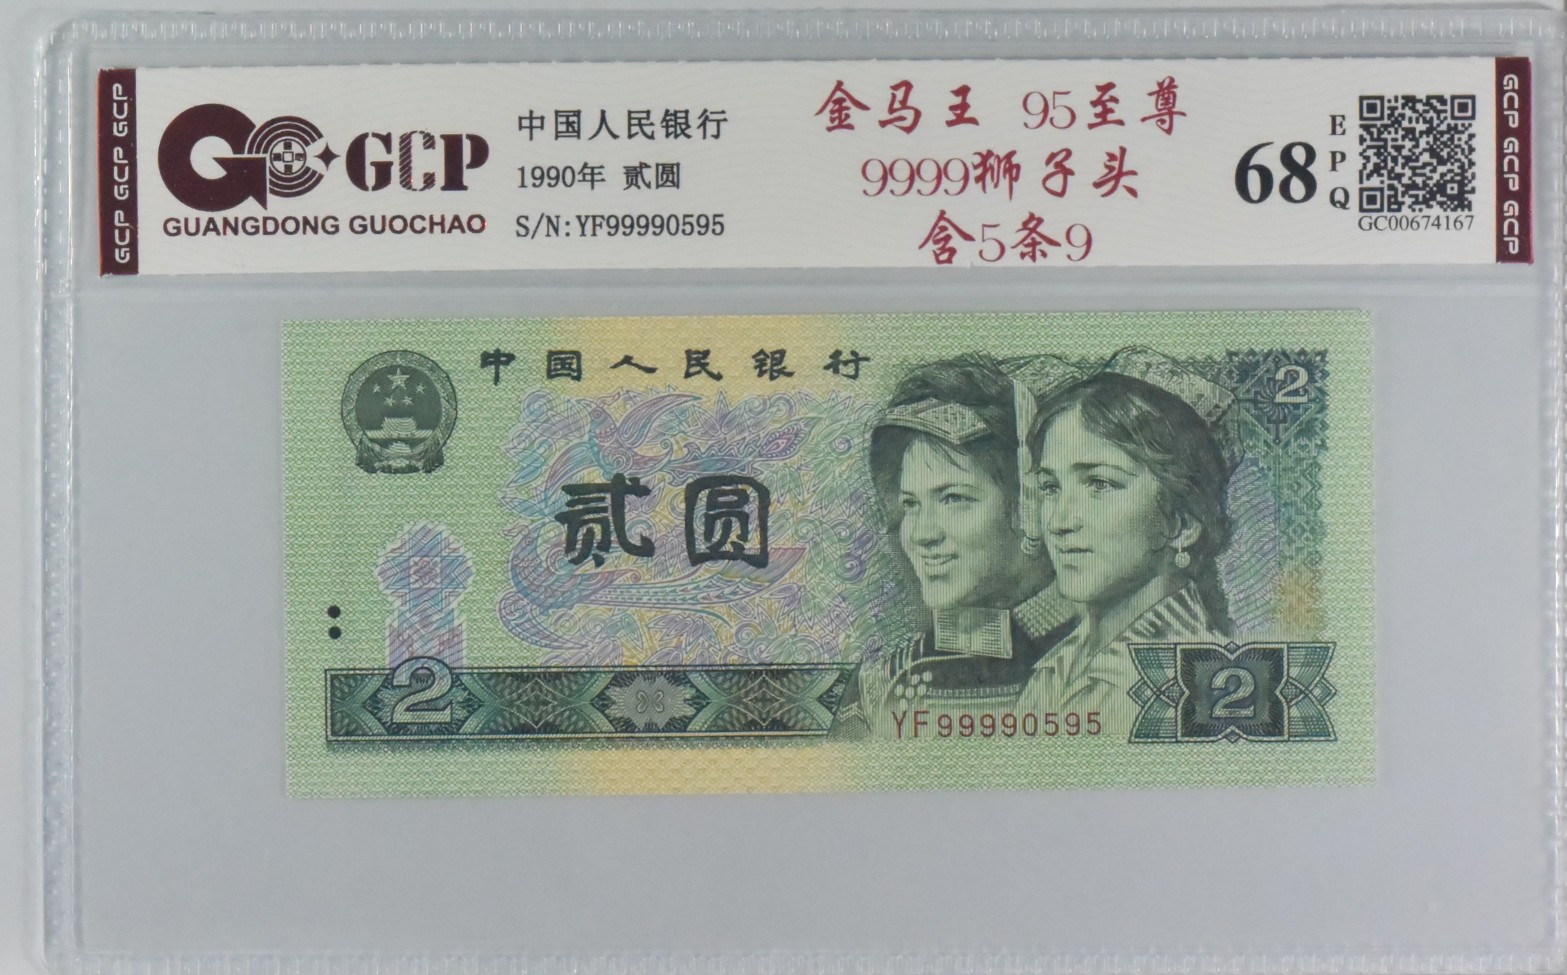 GCP GCP GCP
GCP
GUANGDONG GUOCHAO
中国人民银行
1990年 贰圆
S/N:YF99990595
金马王 95至尊
9999狮子头
含5条9
68
EPQ
GC00674167
GCP GCP GCP
中国人民银行
2
贰圆
2
2
YF99990595